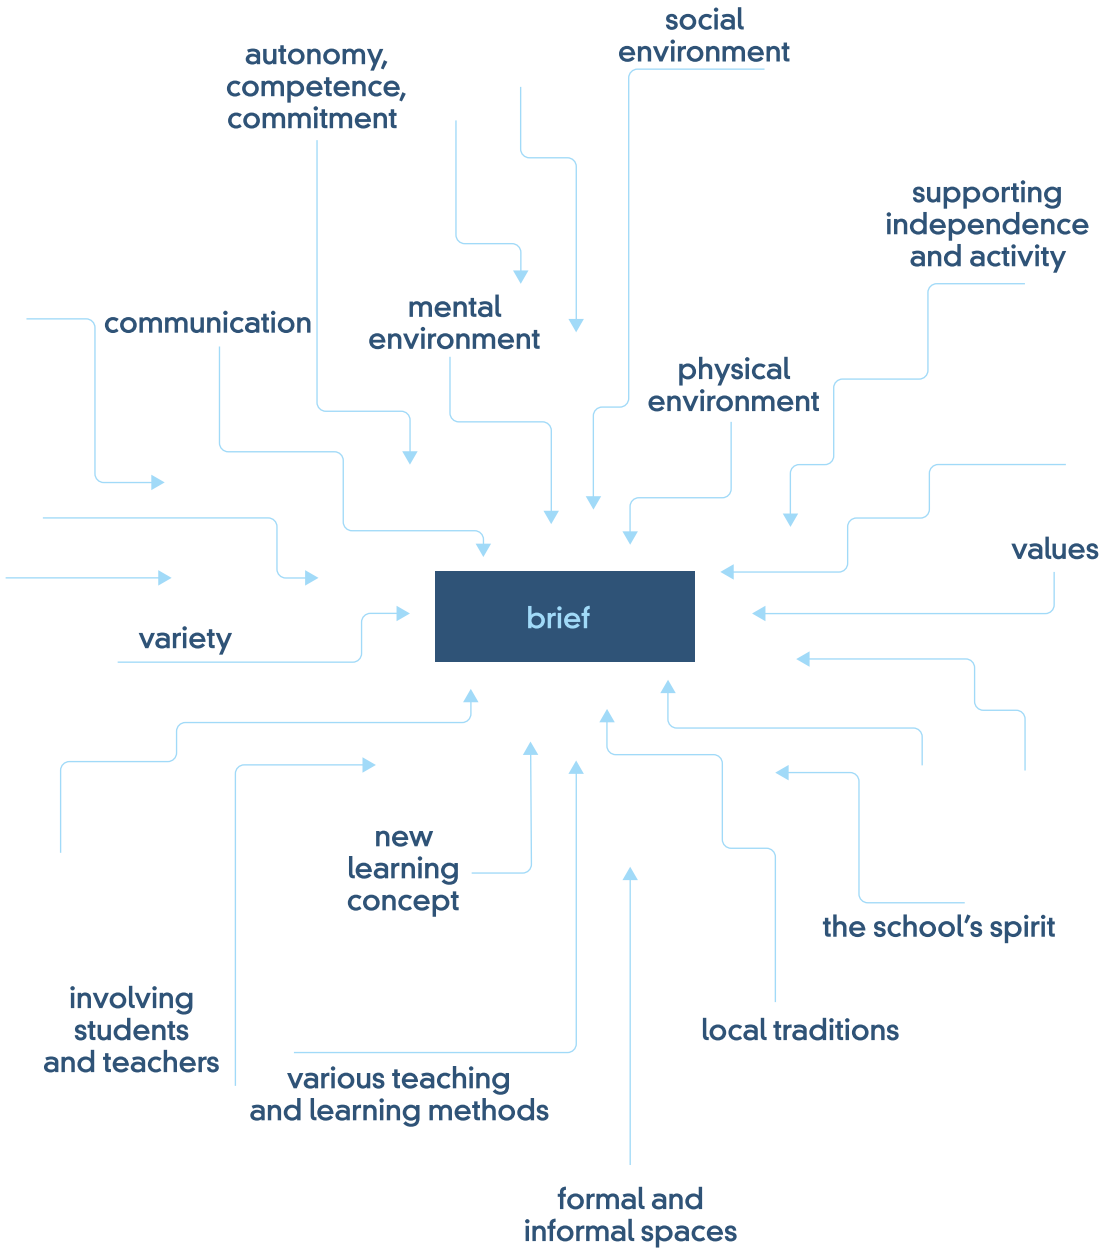 social
environment
autonomy,
competence,
commitment
supporting
independence
and activity
communication
mental
environment
physical
environment
values
brief
variety
new
learning
concept
the school's spirit
involving
students
and teachers
local traditions
various teaching
and learning methods
formal and
informal spaces